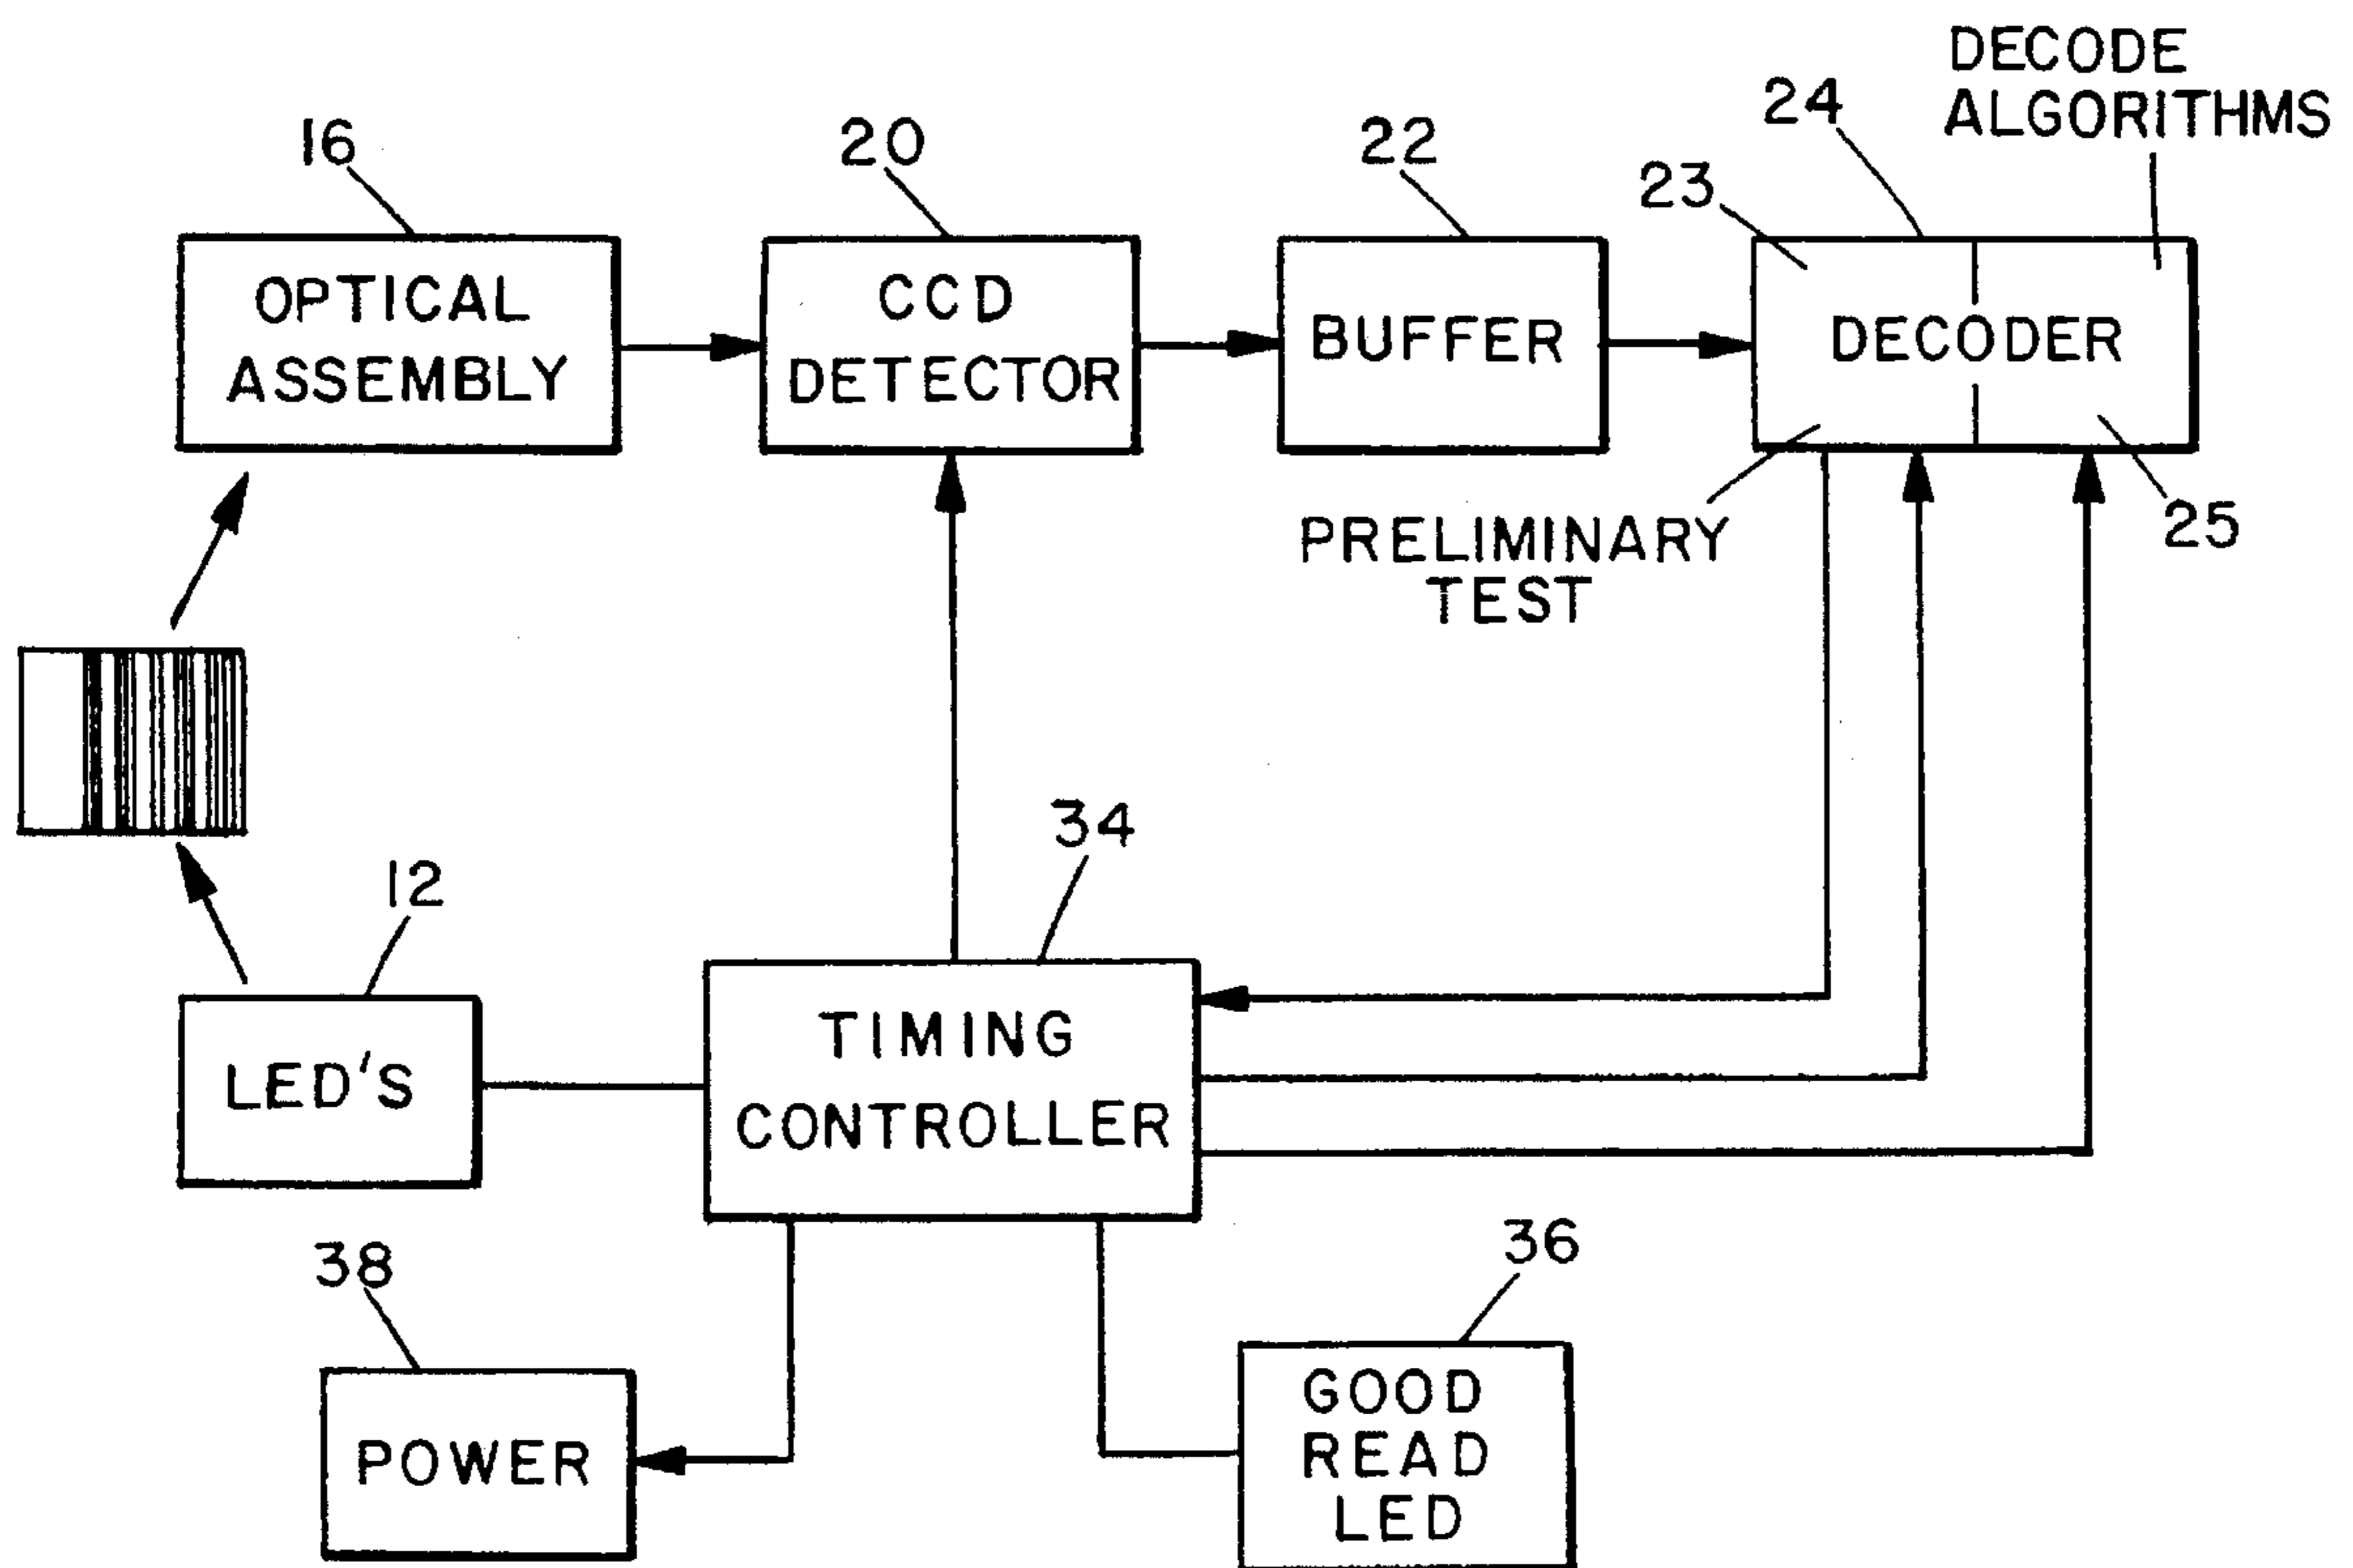 DECODE
ALGORITHMS
16
20
22
24
23
OPTICAL
ASSEMBLY
CCD
DETECTOR
BUFFER
DECODER
PRELIMINARY
TEST
25
34
12
LED'S
TIMING
CONTROLLER
38
36
POWER
GOOD
READ
LED